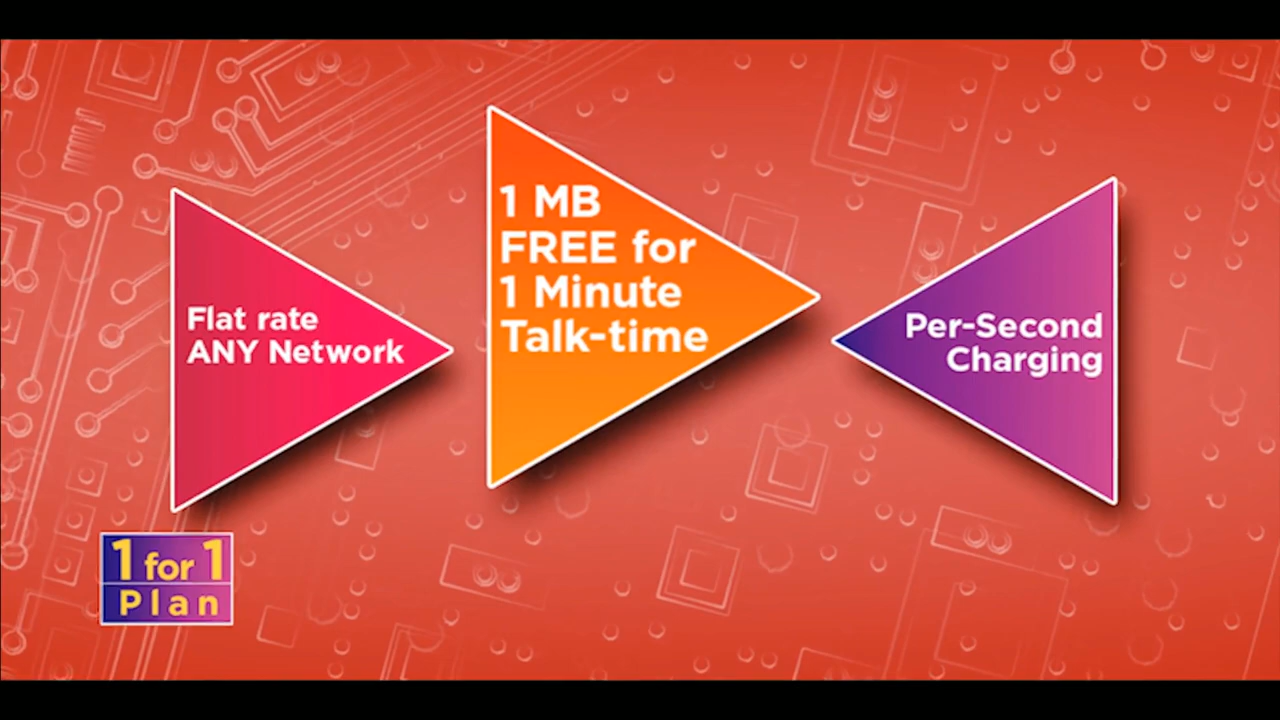 Flat rate
ANY Network
1 MB
FREE for
1 Minute
Talk-time
Per-Second
Charging
1 for 1
Plan